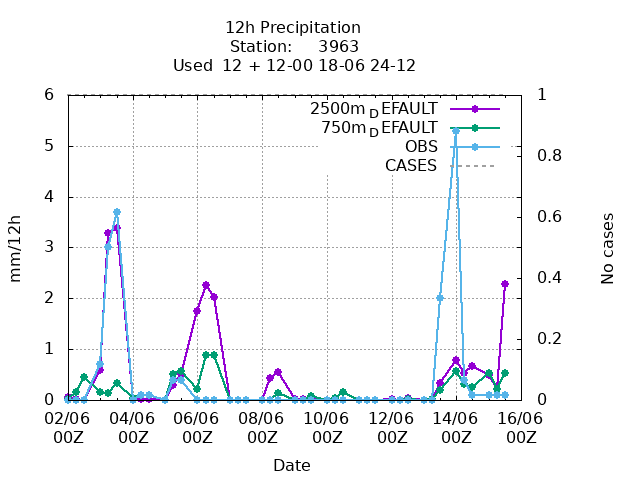 12h Precipitation
Station: 3963
Used 12 + 12-00 18-06 24-12
2500m_DEFAULT
750m_DEFAULT
OBS
CASES
6
5
4
3
2
1
0
mm/12h
1
0.8
0.6
0.4
0.2
0
No cases
02/06 04/06 06/06 08/06 10/06 12/06 14/06 16/06
00Z 00Z 00Z 00Z 00Z 00Z 00Z 00Z
Date